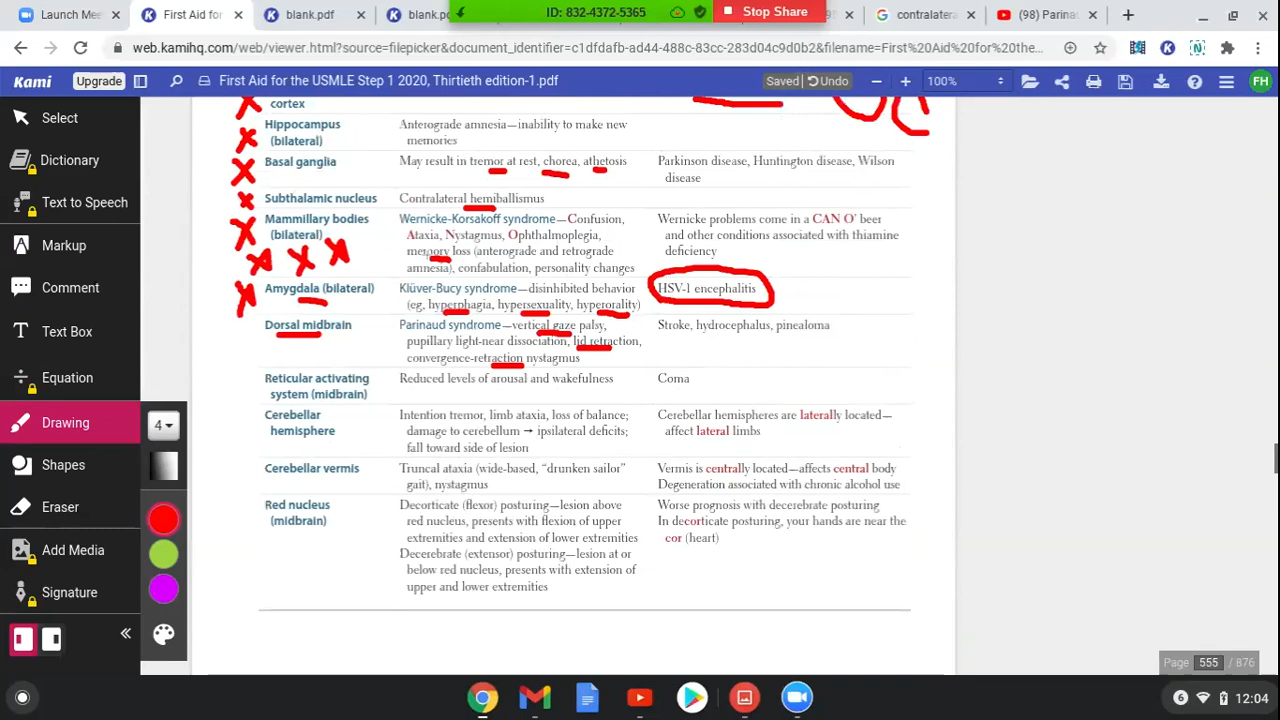 Launch Meet
First Aid for
blank.pdf
blank.p
ID: 832-4372-5365
Stop Share
95
contralatera
(98) Parinau
web.kamihq.com/web/viewer.html?source=filepicker&document_identifier=c1dfdafb-ad44-488c-83cc-283d04c9d0b2&filename=First%20Aid%20for%20the...
Kami
Upgrade
First Aid for the USMLE Step 1 2020, Thirtieth edition-1.pdf
Saved
Undo
100%
FH
Select
Dictionary
Text to Speech
Markup
Comment
Text Box
Equation
Drawing
4
Shapes
Eraser
Add Media
Signature
cortex
Hippocampus
(bilateral)
Anterograde amnesia—inability to make new
memories
Basal ganglia
May result in tremor at rest, chorea, athetosis
Parkinson disease, Huntington disease, Wilson
disease
Subthalamic nucleus
Contralateral hemiballismus
Mammillary bodies
(bilateral)
Wernicke-Korsakoff syndrome—Confusion,
Ataxia, Nystagmus, Ophthalmoplegia,
memory loss (anterograde and retrograde
amnesia), confabulation, personality changes
Wernicke problems come in a CAN O' beer
and other conditions associated with thiamine
deficiency
Amygdala (bilateral)
Klüver-Bucy syndrome—disinhibited behavior
(eg, hyperphagia, hypersexuality, hyperorality)
HSV-1 encephalitis
Dorsal midbrain
Parinaud syndrome—vertical gaze palsy,
pupillary light-near dissociation, lid retraction,
convergence-retraction nystagmus
Stroke, hydrocephalus, pinealoma
Reticular activating
system (midbrain)
Reduced levels of arousal and wakefulness
Coma
Cerebellar
hemisphere
Intention tremor, limb ataxia, loss of balance;
damage to cerebellum → ipsilateral deficits;
fall toward side of lesion
Cerebellar hemispheres are laterally located—
affect lateral limbs
Cerebellar vermis
Truncal ataxia (wide-based, “drunken sailor”
gait), nystagmus
Vermis is centrally located—affects central body
Degeneration associated with chronic alcohol use
Red nucleus
(midbrain)
Decorticate (flexor) posturing—lesion above
red nucleus, presents with flexion of upper
extremities and extension of lower extremities
Decerebrate (extensor) posturing—lesion at or
below red nucleus, presents with extension of
upper and lower extremities
Worse prognosis with decerebrate posturing
In decorticate posturing, your hands are near the
cor (heart)
Page 555 / 876
6
12:04